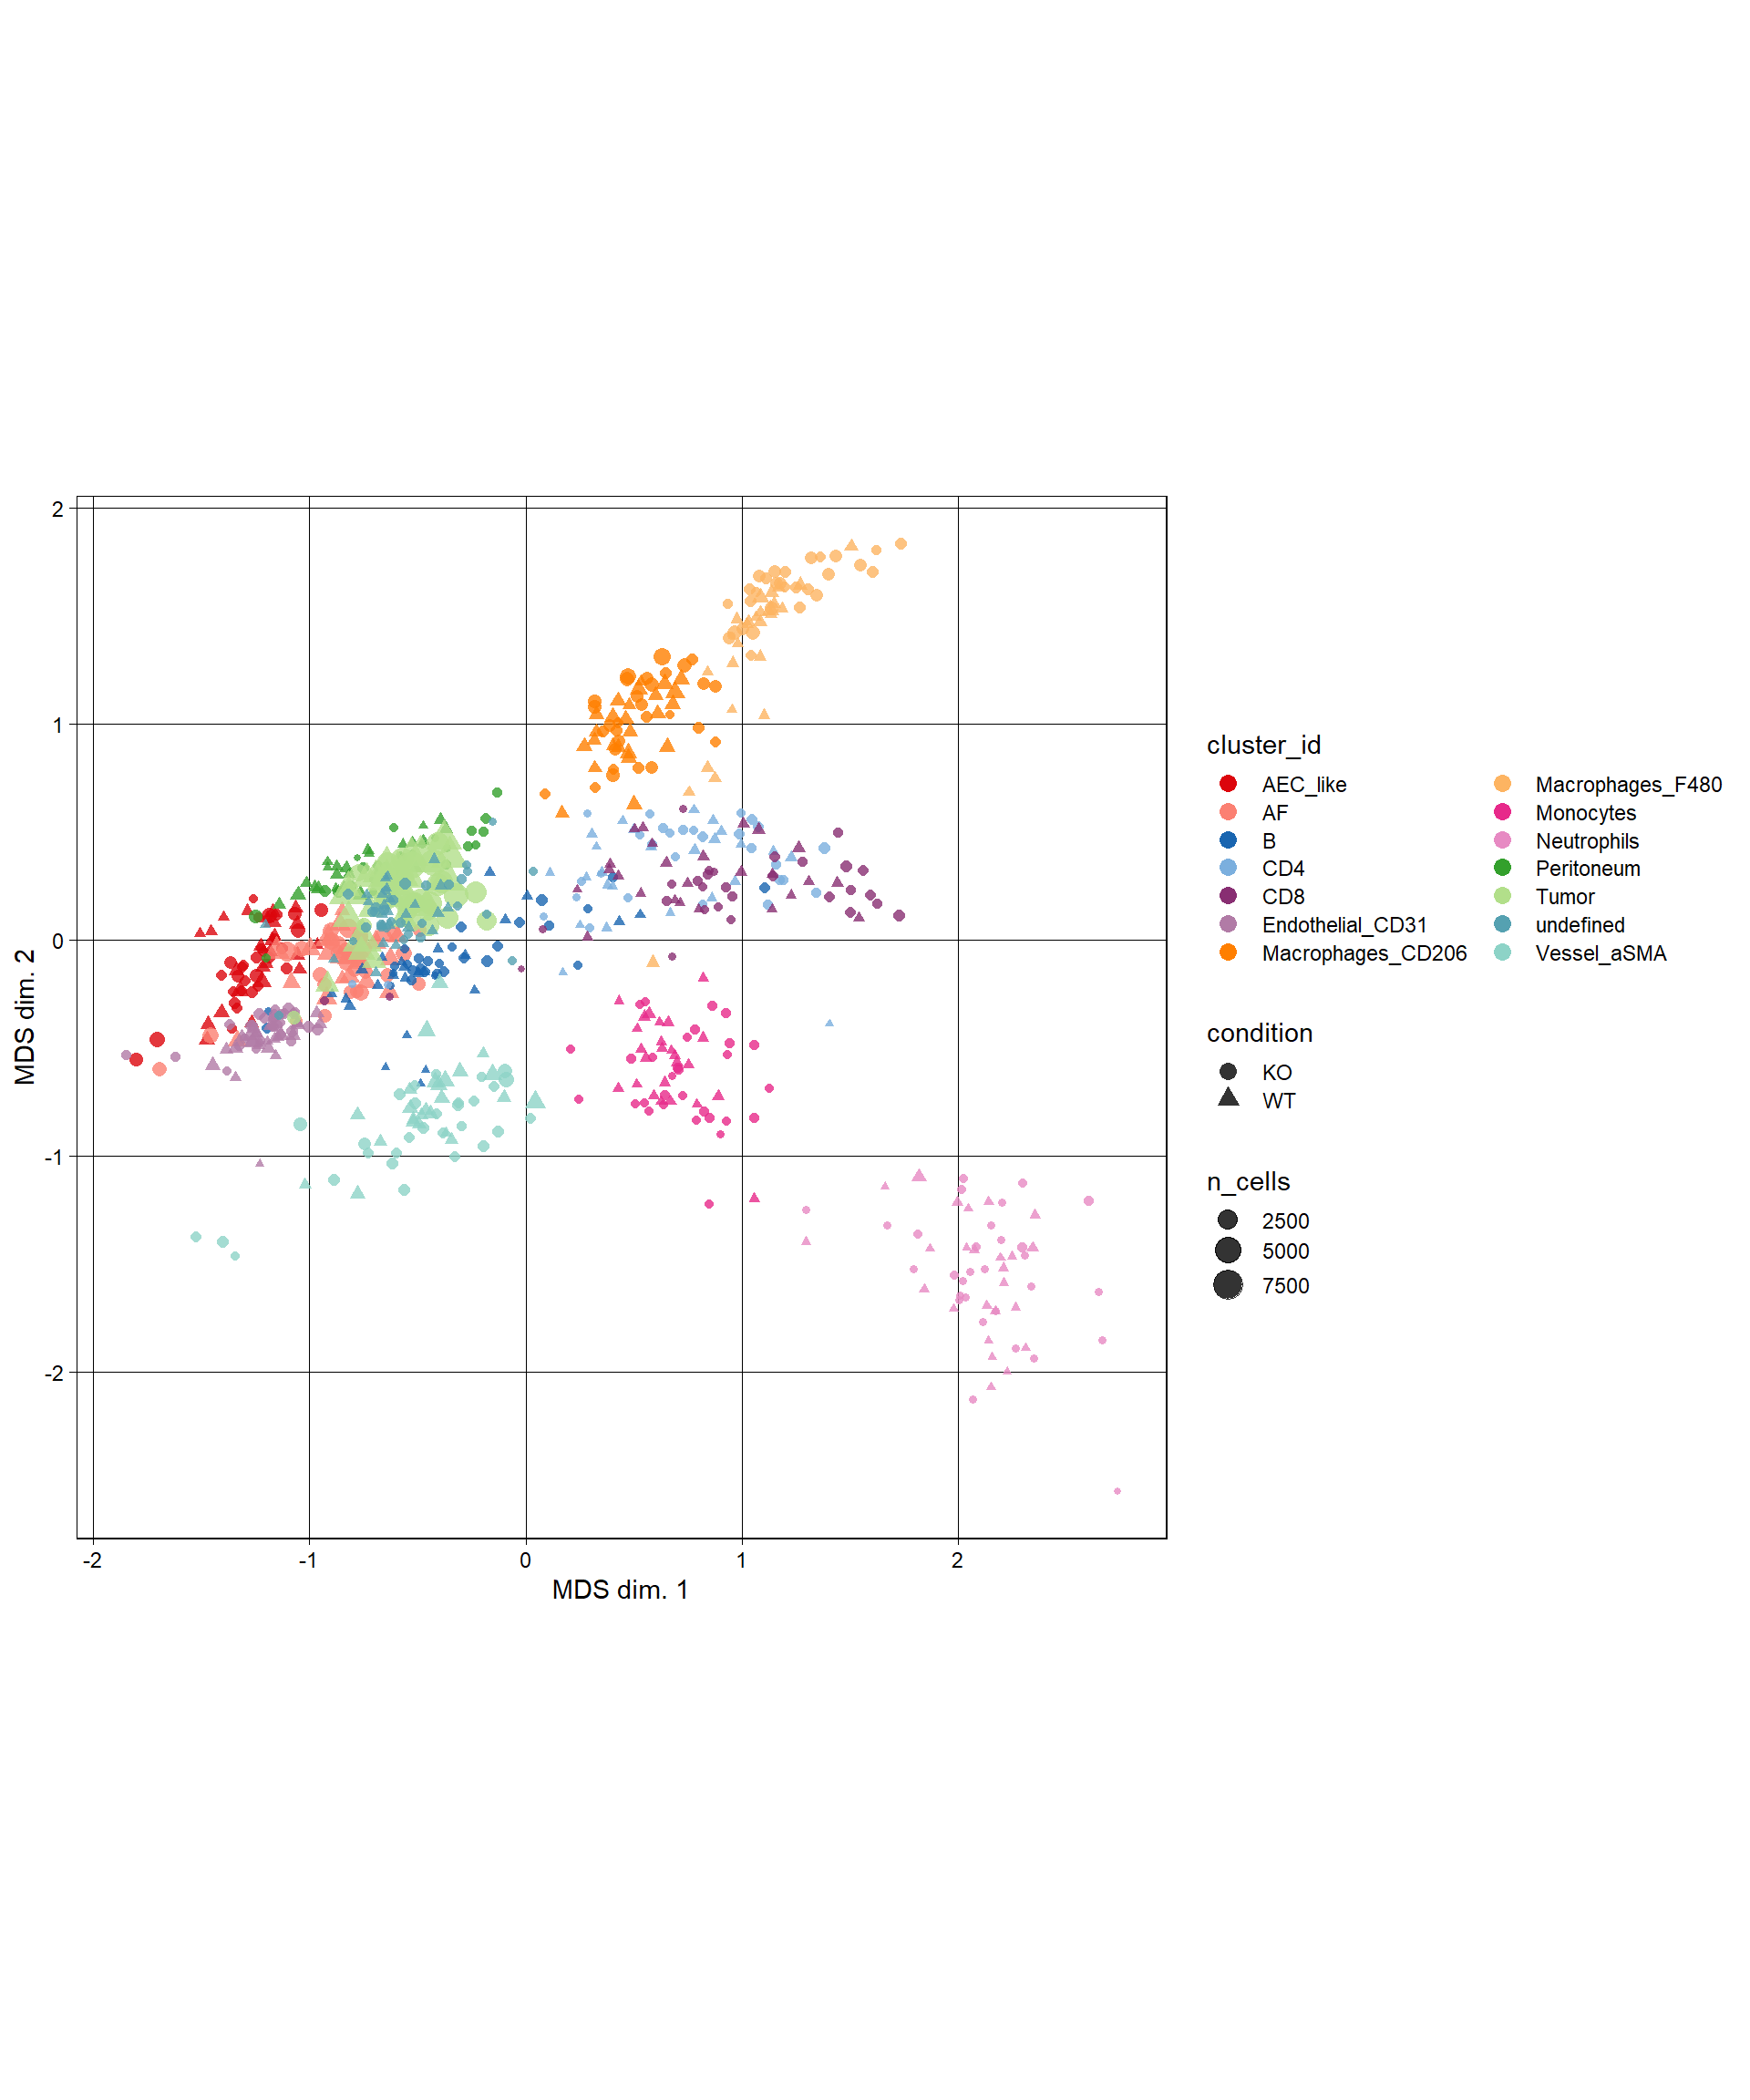 2
1
0
-1
-2
MDS dim. 2
-2
-1
0
1
2
MDS dim. 1
cluster_id
AEC_like
AF
B
CD4
CD8
Endothelial_CD31
Macrophages_CD206
Macrophages_F480
Monocytes
Neutrophils
Peritoneum
Tumor
undefined
Vessel_aSMA
condition
KO
WT
n_cells
2500
5000
7500